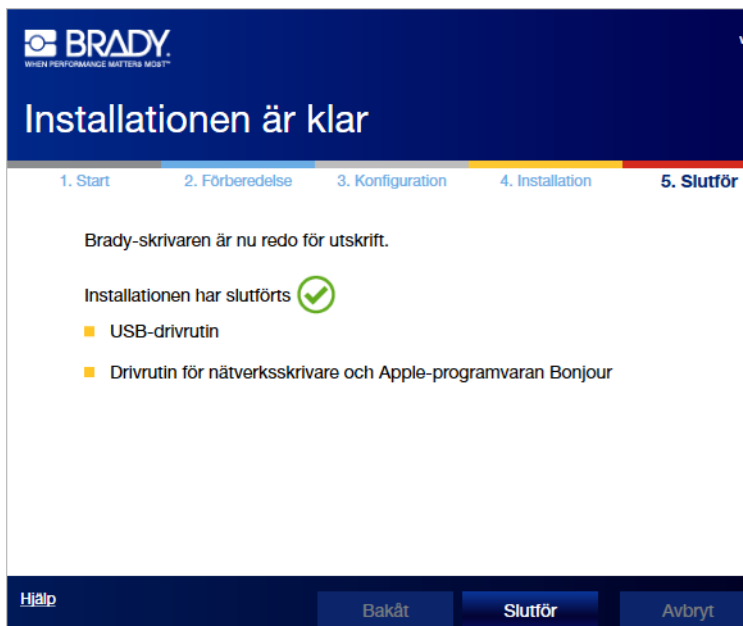 BRADY.
WHEN PERFORMANCE MATTERS MOST™
Installationen är klar
1. Start 2. Förberedelse 3. Konfiguration 4. Installation 5. Slutför
Brady-skrivaren är nu redo för utskrift.
Installationen har slutförts
USB-drivrutin
Drivrutin för nätverksskrivare och Apple-programvaran Bonjour
Hjälp Bakåt Slutför Avbryt